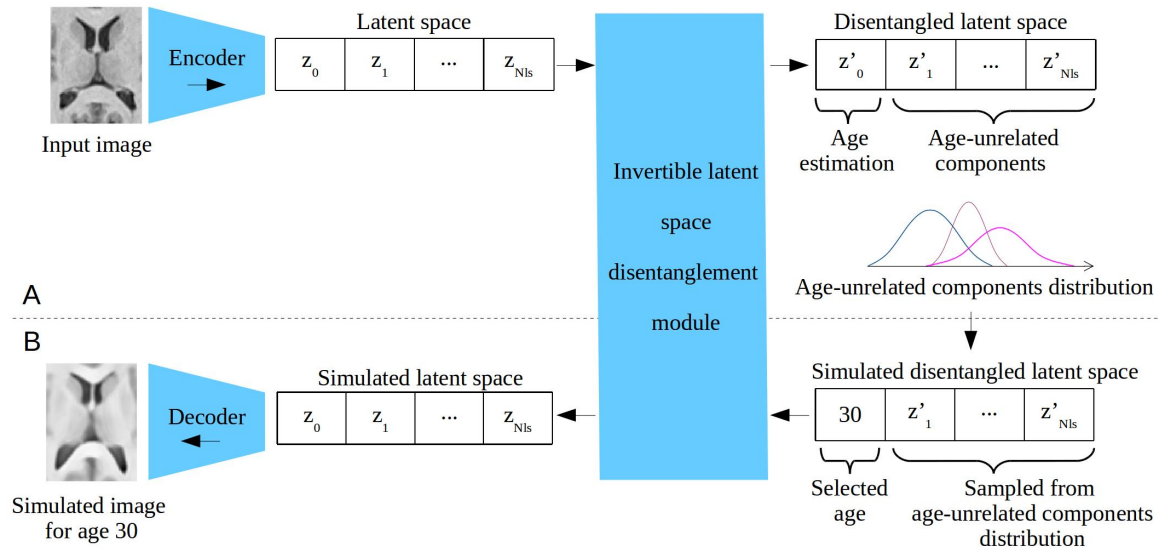 Encoder
Input image
Latent space
z0 z1 ... zNls
Invertible latent
space
disentanglement
module
Disentangled latent space
z'0 z'1 ... z'Nls
Age
estimation
Age-unrelated
components
Age-unrelated components distribution
A
B
Simulated disentangled latent space
30 z'1 ... z'Nls
Selected
age
Sampled from
age-unrelated components
distribution
Simulated latent space
z0 z1 ... zNls
Decoder
Simulated image
for age 30